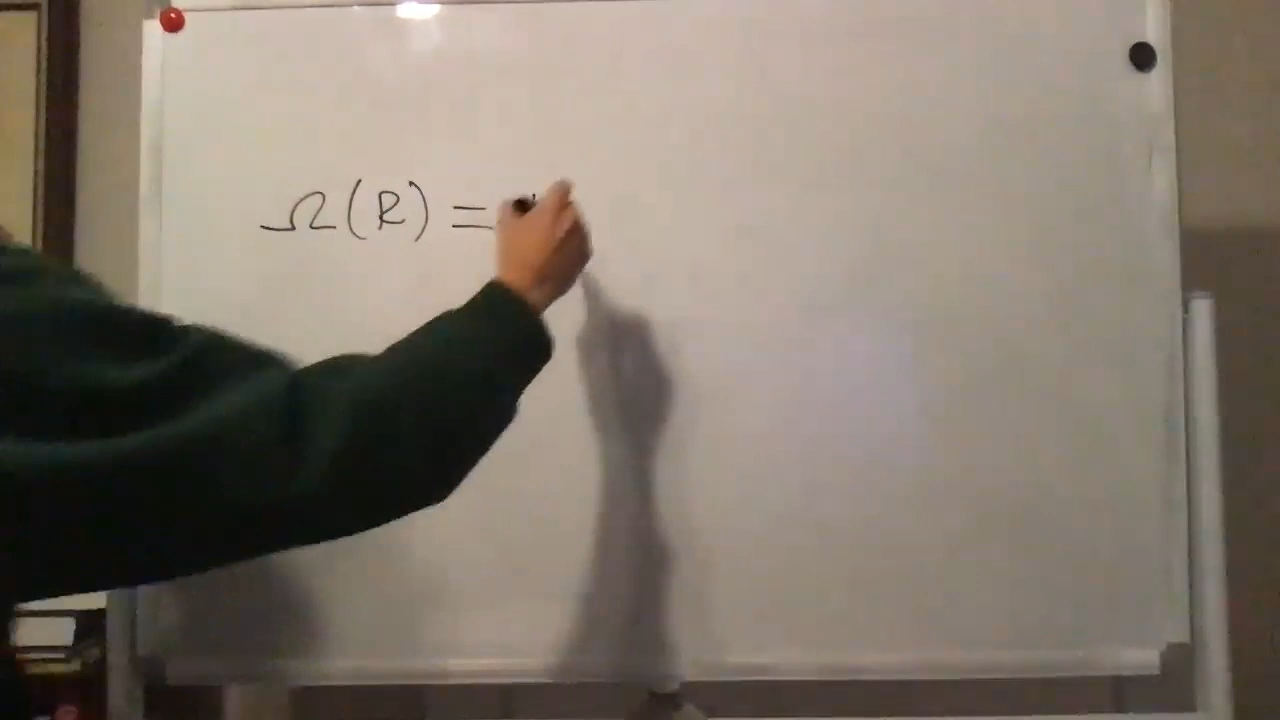 Ω(R) =